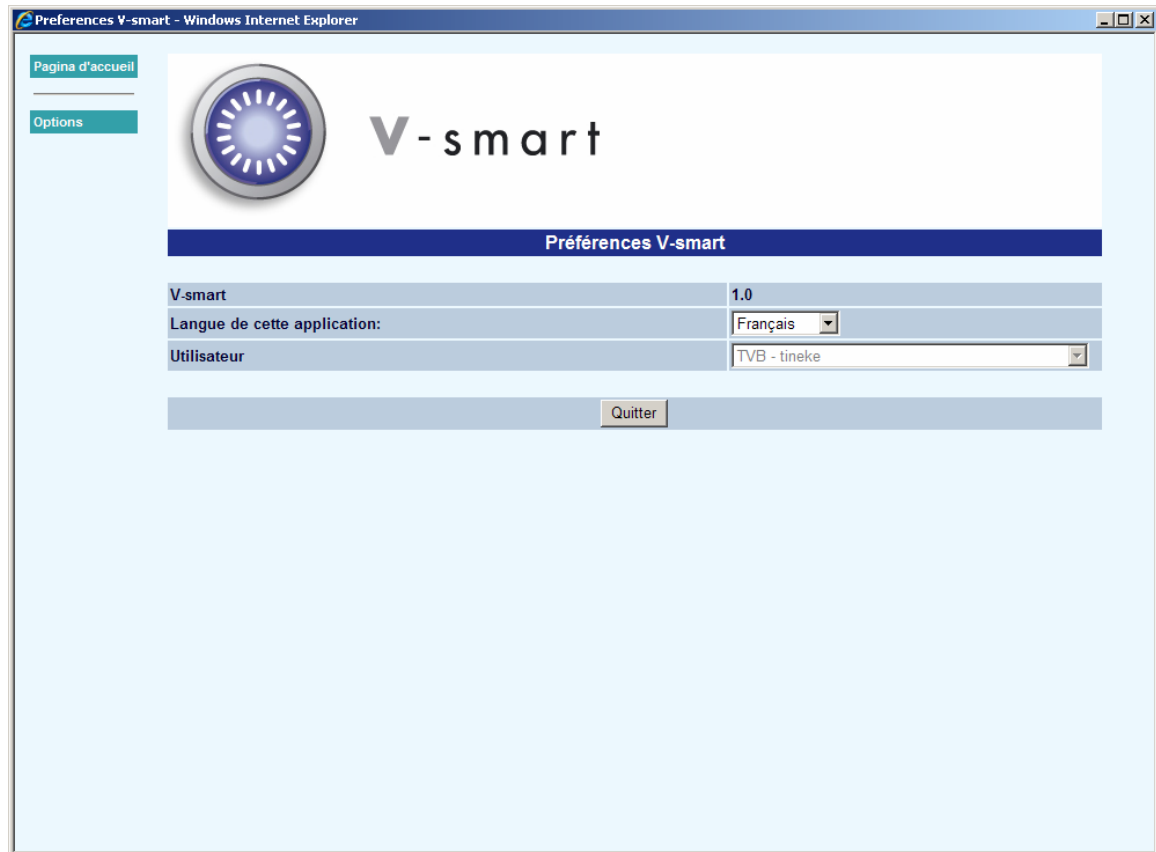 Preferences V-smart - Windows Internet Explorer
Pagina d'accueil
Options
V-smart
Préférences V-smart
V-smart 1.0
Langue de cette application: Français
Utilisateur TVB - tineke
Quitter